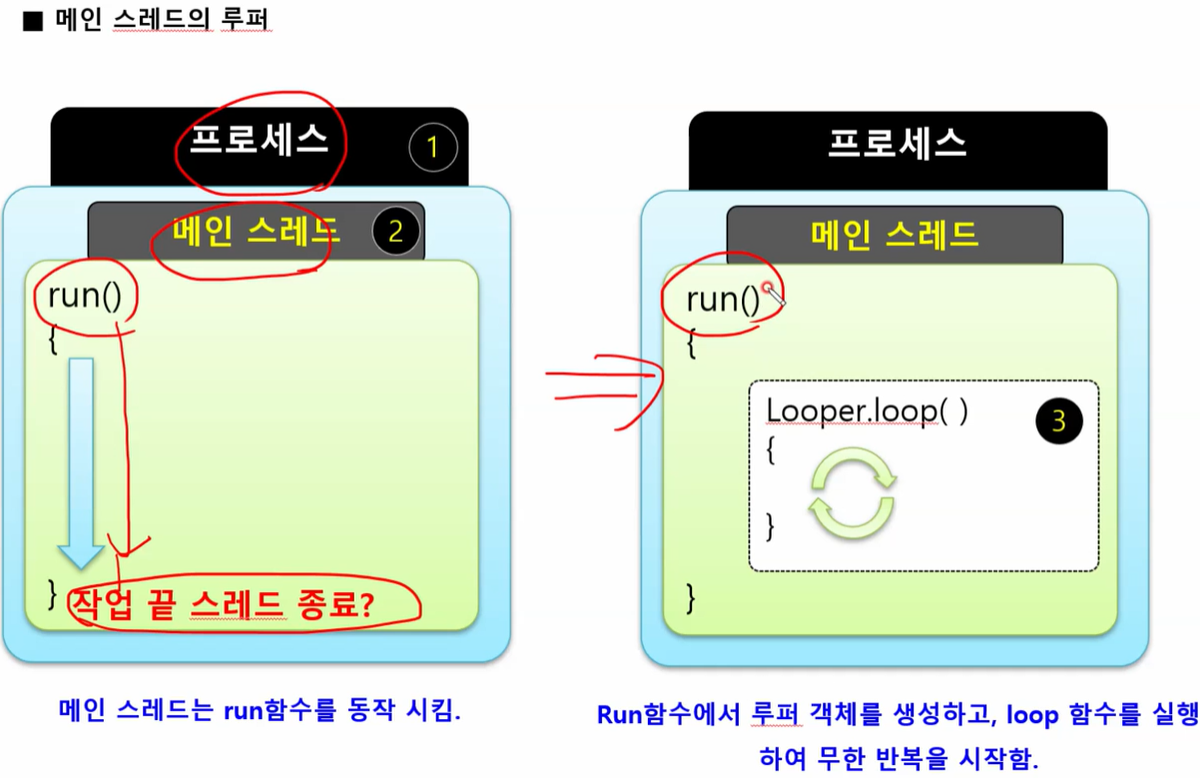 ■ 메인 스레드의 루퍼
프로세스 1
메인 스레드 2
run()
{
} 작업 끝 스레드 종료?
메인 스레드는 run함수를 동작 시킴.
프로세스
메인 스레드
run()
{
Looper.loop( ) 3
{
}
}
Run함수에서 루퍼 객체를 생성하고, loop 함수를 실행
하여 무한 반복을 시작함.